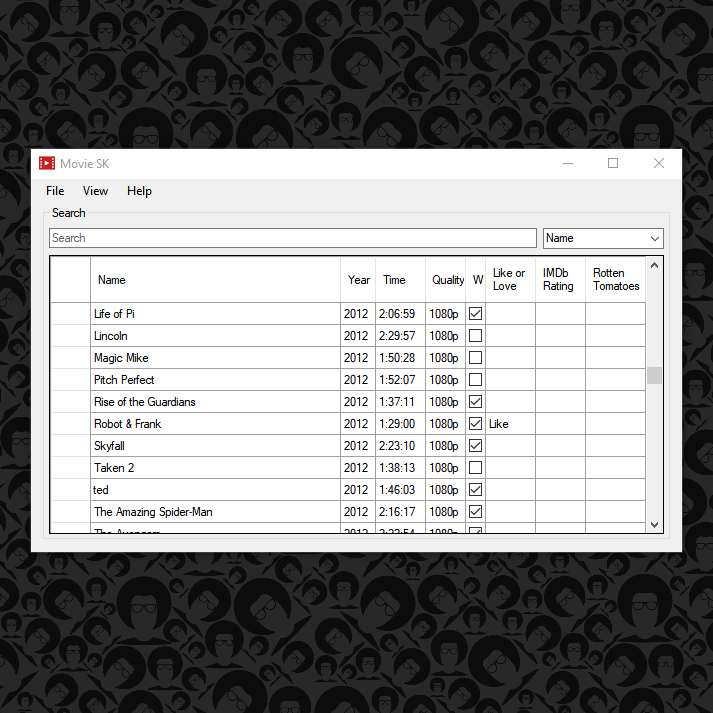 Movie SK
File View Help
Search
Search Name
Name Year Time Quality W Like or Love IMDb Rating Rotten Tomatoes
Life of Pi 2012 2:06:59 1080p
Lincoln 2012 2:29:57 1080p
Magic Mike 2012 1:50:28 1080p
Pitch Perfect 2012 1:52:07 1080p
Rise of the Guardians 2012 1:37:11 1080p
Robot & Frank 2012 1:29:00 1080p Like
Skyfall 2012 2:23:10 1080p
Taken 2 2012 1:38:13 1080p
ted 2012 1:46:03 1080p
The Amazing Spider-Man 2012 2:16:17 1080p
The Avengers 2012 1080p